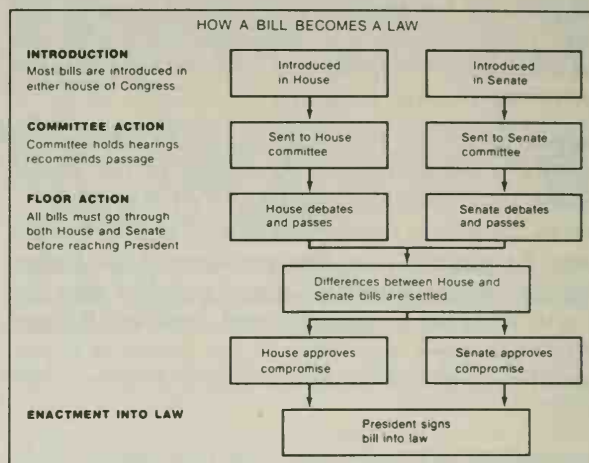 HOW A BILL BECOMES A LAW
INTRODUCTION
Most bills are introduced in
either house of Congress
Introduced
in House
Introduced
in Senate
COMMITTEE ACTION
Committee holds hearings
recommends passage
Sent to House
committee
Sent to Senate
committee
FLOOR ACTION
All bills must go through
both House and Senate
before reaching President
House debates
and passes
Senate debates
and passes
Differences between House and
Senate bills are settled
House approves
compromise
Senate approves
compromise
ENACTMENT INTO LAW
President signs
bill into law